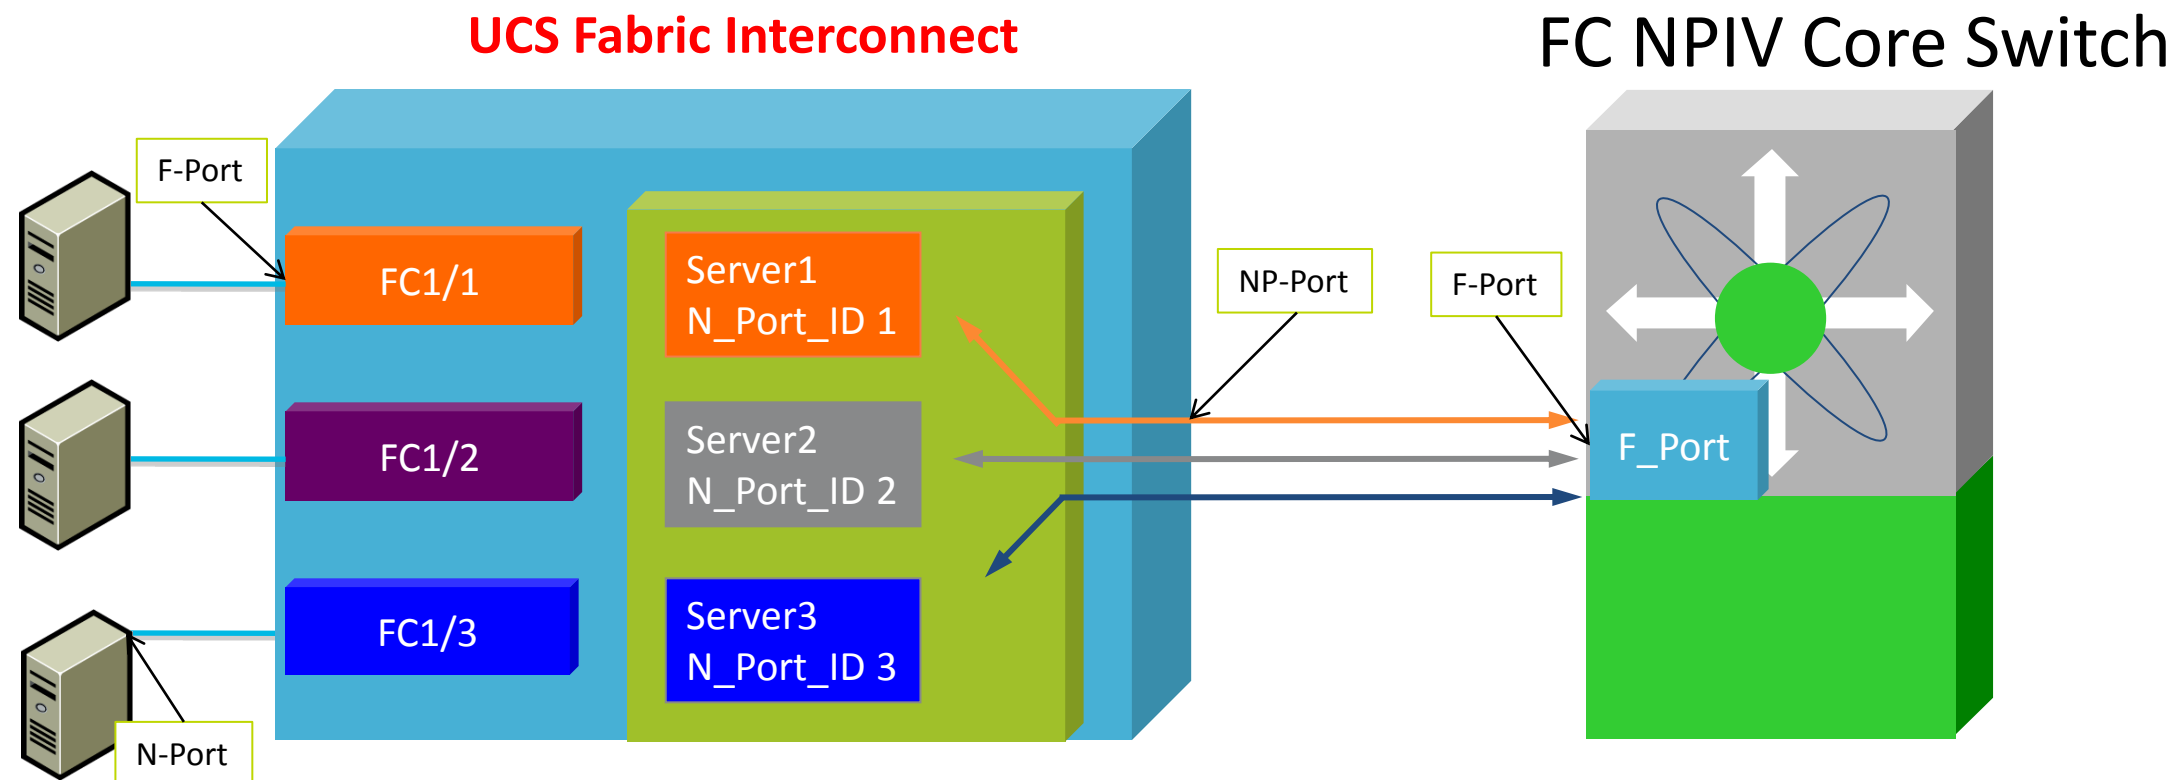 UCS Fabric Interconnect
FC NPIV Core Switch
F-Port
FC1/1
Server1
N_Port_ID 1
NP-Port
F-Port
FC1/2
Server2
N_Port_ID 2
F_Port
FC1/3
Server3
N_Port_ID 3
N-Port